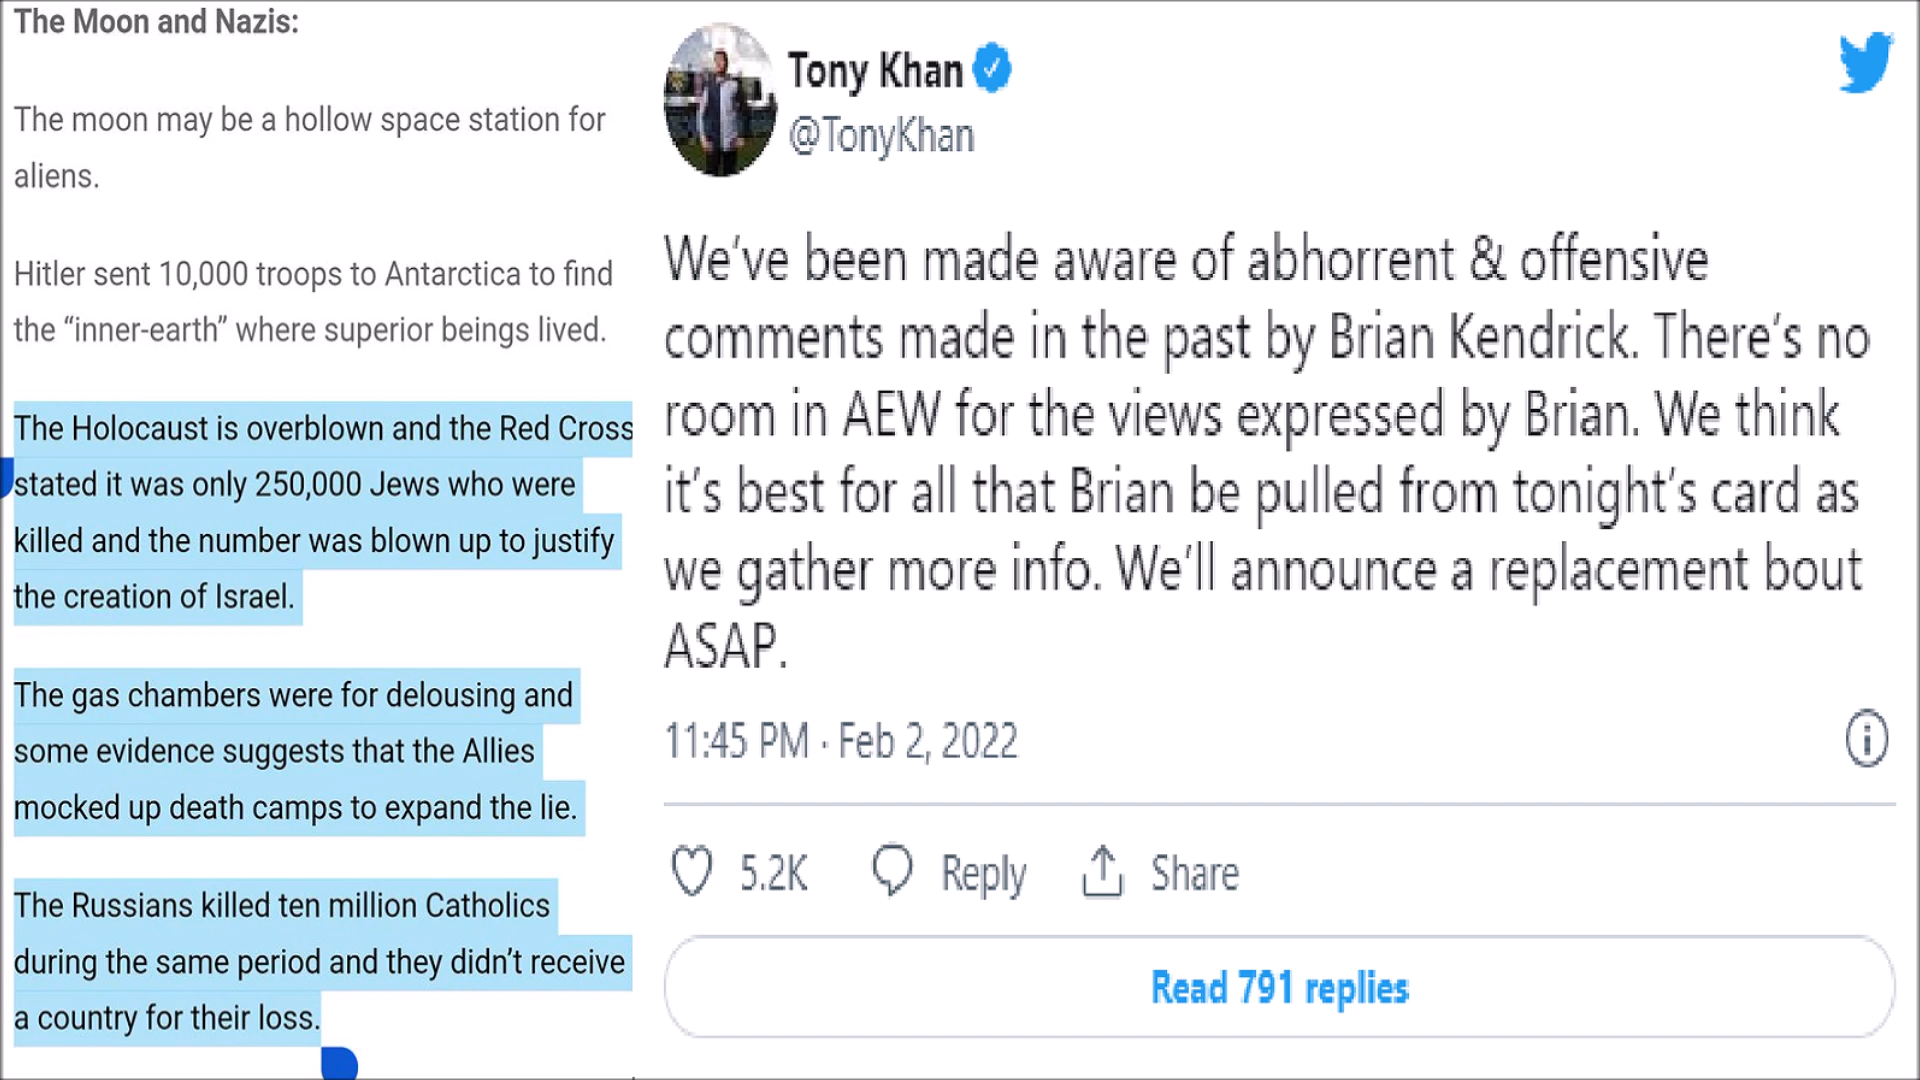 The Moon and Nazis:
The moon may be a hollow space station for
aliens.
Hitler sent 10,000 troops to Antarctica to find
the “inner-earth” where superior beings lived.
The Holocaust is overblown and the Red Cross
stated it was only 250,000 Jews who were
killed and the number was blown up to justify
the creation of Israel.
The gas chambers were for delousing and
some evidence suggests that the Allies
mocked up death camps to expand the lie.
The Russians killed ten million Catholics
during the same period and they didn’t receive
a country for their loss.
Tony Khan
@TonyKhan
We’ve been made aware of abhorrent & offensive
comments made in the past by Brian Kendrick. There’s no
room in AEW for the views expressed by Brian. We think
it’s best for all that Brian be pulled from tonight’s card as
we gather more info. We’ll announce a replacement bout
ASAP.
11:45 PM · Feb 2, 2022
5.2K Reply Share
Read 791 replies